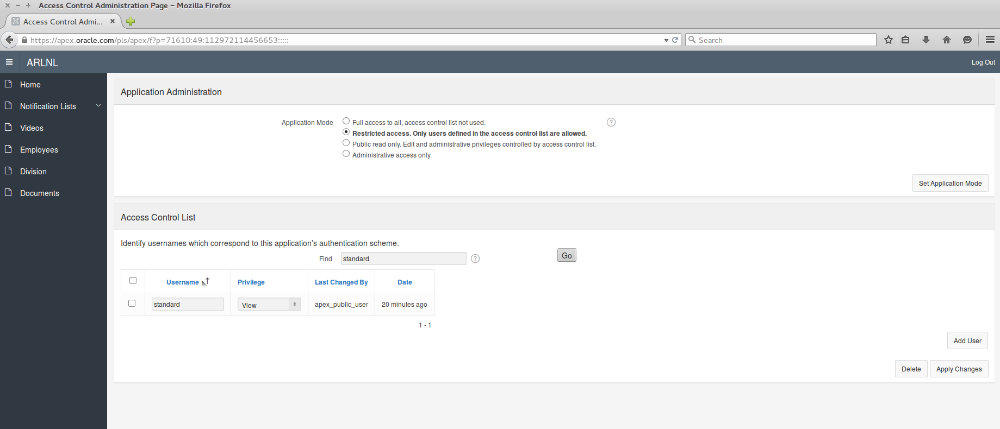 Access Control Administration Page – Mozilla Firefox
Access Control Admi...
https://apex.oracle.com/pls/apex/f?p=71610:49:112972114456653:::::
Search
ARLNL
Log Out
Home
Notification Lists
Videos
Employees
Division
Documents
Application Administration
Application Mode
Full access to all, access control list not used.
Restricted access. Only users defined in the access control list are allowed.
Public read only. Edit and administrative privileges controlled by access control list.
Administrative access only.
?
Set Application Mode
Access Control List
Identify usernames which correspond to this application's authentication scheme.
Find standard ? Go
Username Privilege Last Changed By Date
standard View apex_public_user 20 minutes ago
1 - 1
Add User
Delete Apply Changes